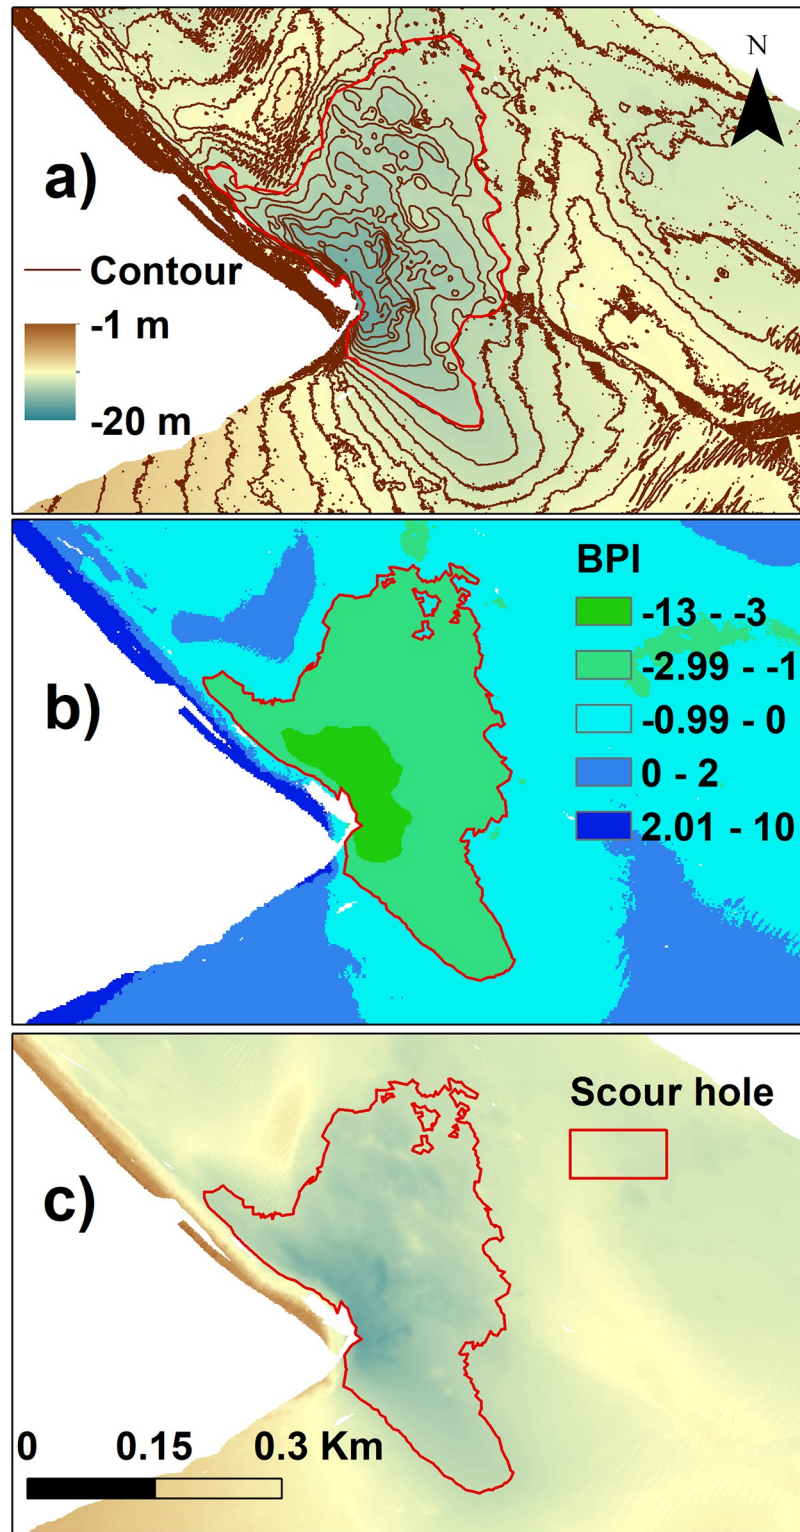 N
a)
Contour
-1 m
-20 m
BPI
-13 - -3
-2.99 - -1
b)
-0.99 - 0
0 - 2
2.01 - 10
Scour hole
c)
0 0.15 0.3 Km